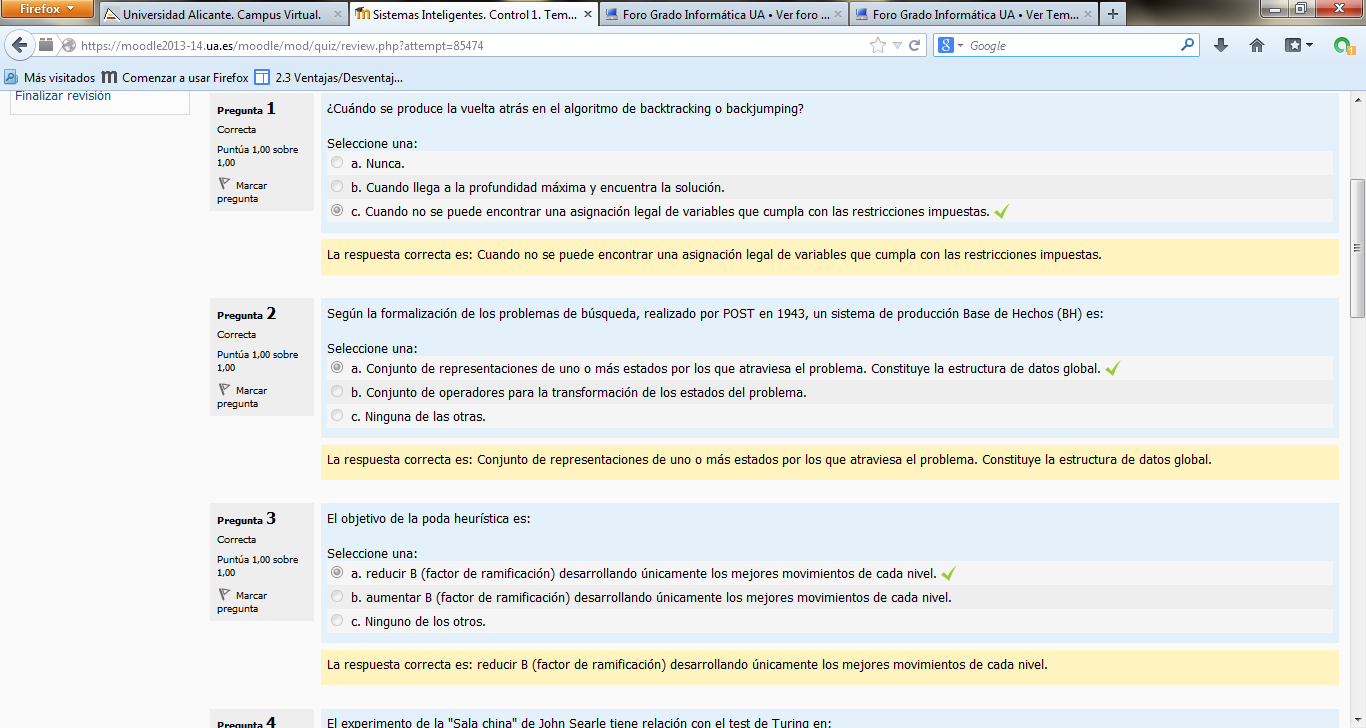 Firefox
Universidad Alicante. Campus Virtual.
Sistemas Inteligentes. Control 1. Tem...
Foro Grado Informática UA • Ver foro ...
Foro Grado Informática UA • Ver Tem...
https://moodle2013-14.ua.es/moodle/mod/quiz/review.php?attempt=85474
Google
Más visitados
Comenzar a usar Firefox
2.3 Ventajas/Desventaj...
Finalizar revisión
Pregunta 1
Correcta
Puntúa 1,00 sobre
1,00
Marcar
pregunta
¿Cuándo se produce la vuelta atrás en el algoritmo de backtracking o backjumping?
Seleccione una:
a. Nunca.
b. Cuando llega a la profundidad máxima y encuentra la solución.
c. Cuando no se puede encontrar una asignación legal de variables que cumpla con las restricciones impuestas.
La respuesta correcta es: Cuando no se puede encontrar una asignación legal de variables que cumpla con las restricciones impuestas.
Pregunta 2
Correcta
Puntúa 1,00 sobre
1,00
Marcar
pregunta
Según la formalización de los problemas de búsqueda, realizado por POST en 1943, un sistema de producción Base de Hechos (BH) es:
Seleccione una:
a. Conjunto de representaciones de uno o más estados por los que atraviesa el problema. Constituye la estructura de datos global.
b. Conjunto de operadores para la transformación de los estados del problema.
c. Ninguna de las otras.
La respuesta correcta es: Conjunto de representaciones de uno o más estados por los que atraviesa el problema. Constituye la estructura de datos global.
Pregunta 3
Correcta
Puntúa 1,00 sobre
1,00
Marcar
pregunta
El objetivo de la poda heurística es:
Seleccione una:
a. reducir B (factor de ramificación) desarrollando únicamente los mejores movimientos de cada nivel.
b. aumentar B (factor de ramificación) desarrollando únicamente los mejores movimientos de cada nivel.
c. Ninguno de los otros.
La respuesta correcta es: reducir B (factor de ramificación) desarrollando únicamente los mejores movimientos de cada nivel.
Pregunta 4
El experimento de la "Sala china" de John Searle tiene relación con el test de Turing en: